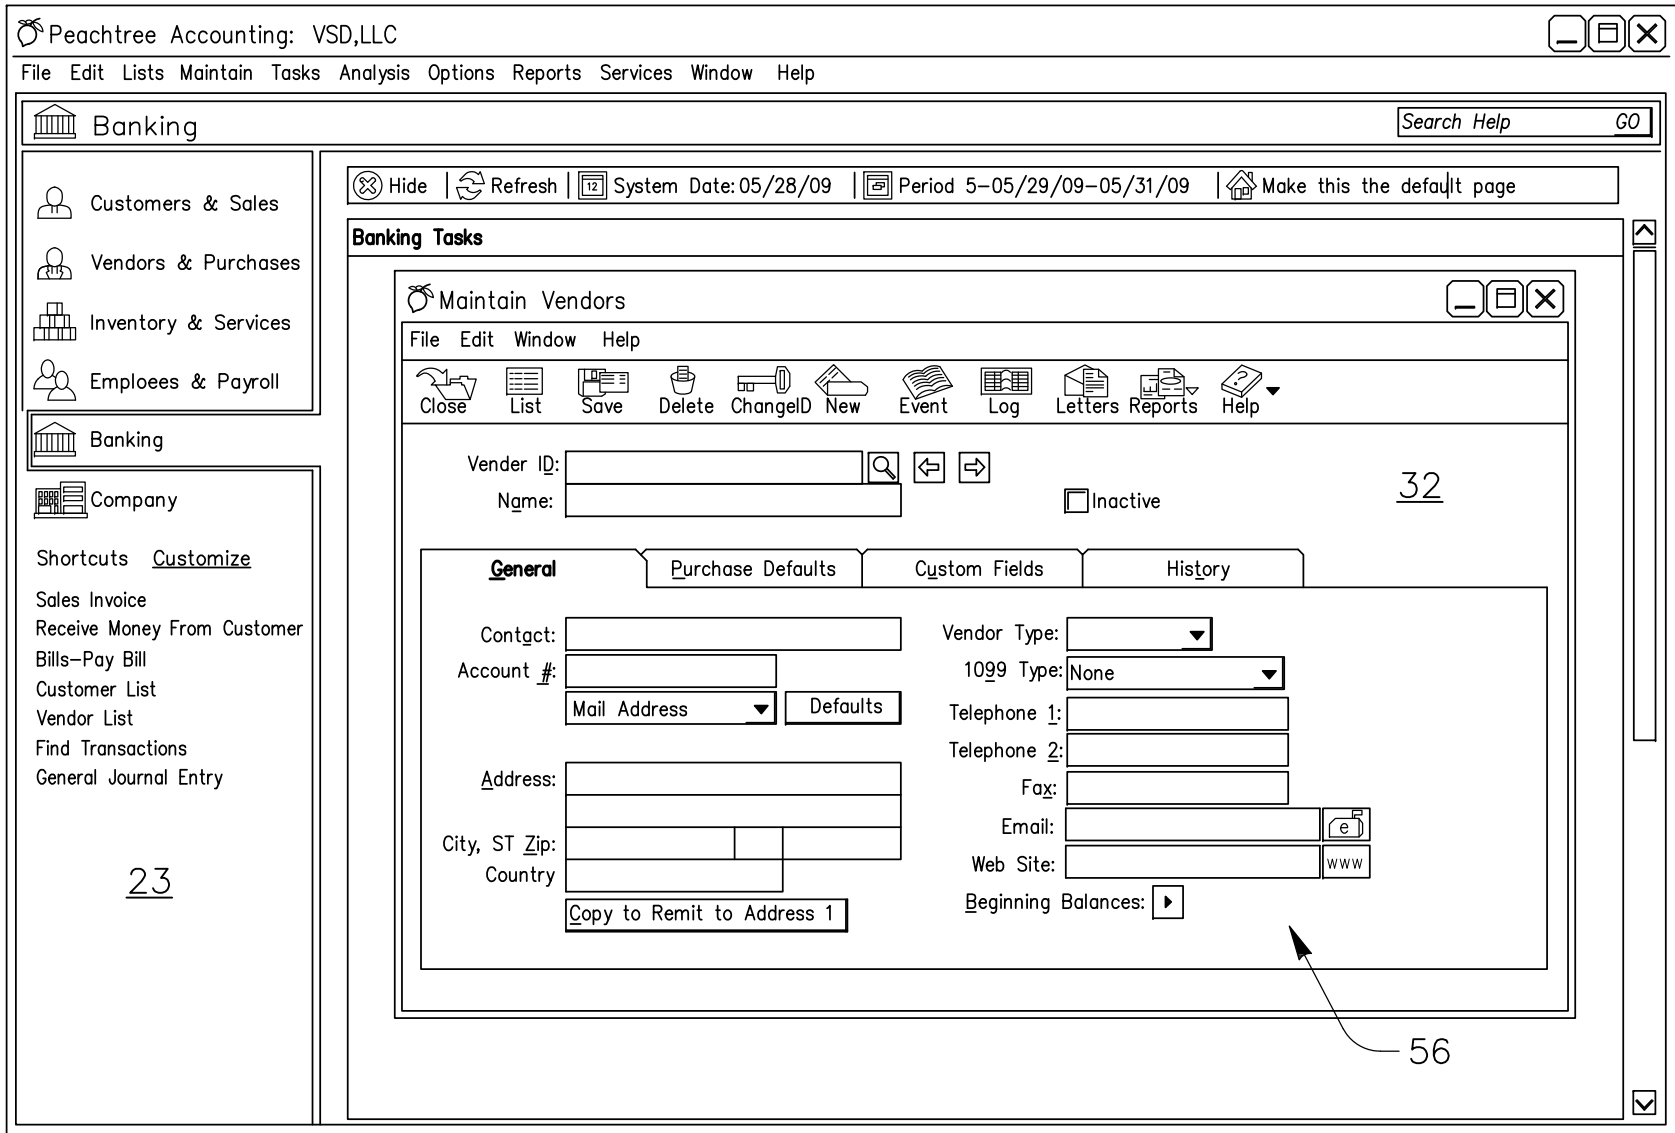 Peachtree Accounting: VSD,LLC
File Edit Lists Maintain Tasks Analysis Options Reports Services Window Help
Banking
Search Help GO
Customers & Sales
Vendors & Purchases
Inventory & Services
Emploees & Payroll
Banking
Company
Shortcuts Customize
Sales Invoice
Receive Money From Customer
Bills-Pay Bill
Customer List
Vendor List
Find Transactions
General Journal Entry
23
Hide Refresh 12 System Date: 05/28/09 Period 5-05/29/09-05/31/09 Make this the default page
Banking Tasks
Maintain Vendors
File Edit Window Help
Close List Save Delete ChangeID New Event Log Letters Reports Help
Vender ID:
Name:
Inactive
32
General Purchase Defaults Custom Fields History
Contact:
Account #:
Mail Address Defaults
Address:
City, ST Zip:
Country
Copy to Remit to Address 1
Vendor Type:
1099 Type: None
Telephone 1:
Telephone 2:
Fax:
Email: e
Web Site: www
Beginning Balances:
56